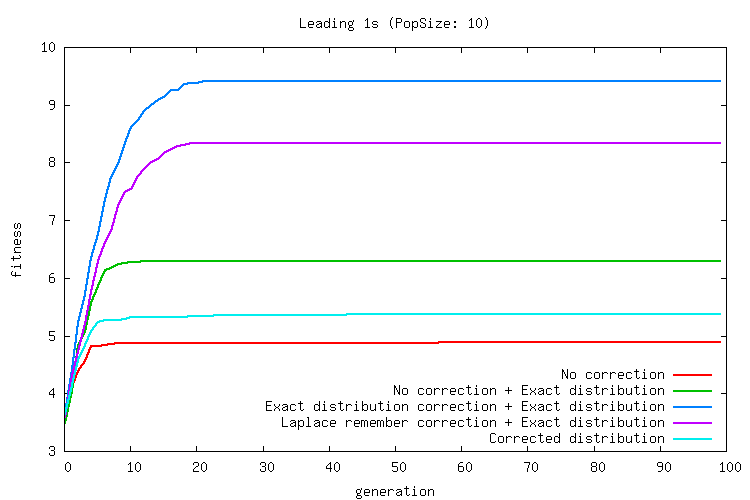 Leading 1s (PopSize: 10)
10
9
8
7
6
5
4
3
fitness
No correction
No correction + Exact distribution
Exact distribution correction + Exact distribution
Laplace remember correction + Exact distribution
Corrected distribution
0 10 20 30 40 50 60 70 80 90 100
generation